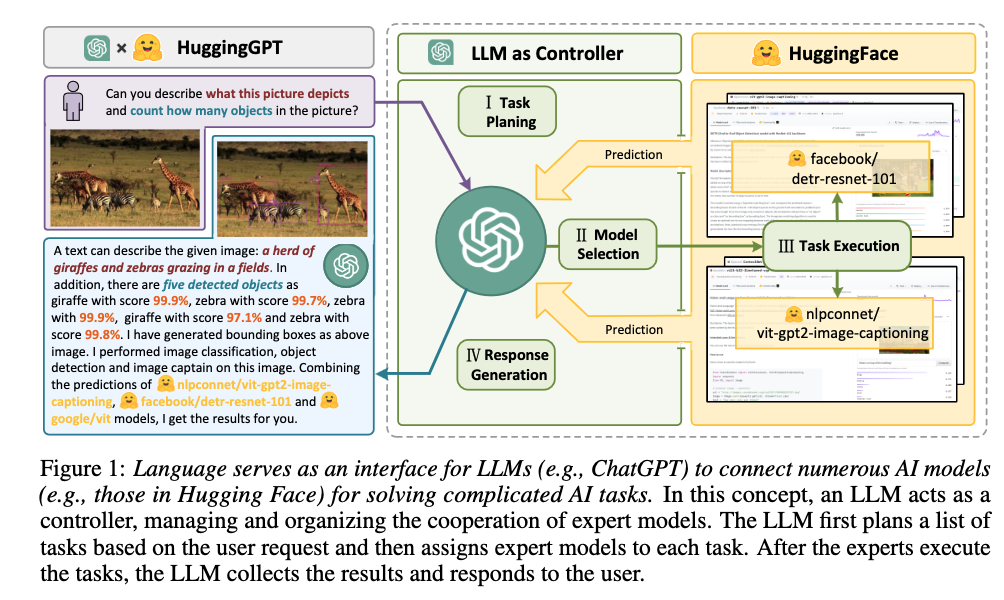 HuggingGPT
Can you describe what this picture depicts
and count how many objects in the picture?
A text can describe the given image: a herd of
giraffes and zebras grazing in a fields. In
addition, there are five detected objects as
giraffe with score 99.9%, zebra with score 99.7%, zebra
with 99.9%, giraffe with score 97.1% and zebra with
score 99.8%. I have generated bounding boxes as above
image. I performed image classification, object
detection and image captain on this image. Combining
the predictions of nlpconnet/vit-gpt2-image-
captioning, facebook/detr-resnet-101 and
google/vit models, I get the results for you.
LLM as Controller
I Task
Planing
II Model
Selection
IV Response
Generation
HuggingFace
Prediction
facebook/
detr-resnet-101
III Task Execution
nlpconnet/
vit-gpt2-image-captioning
Prediction
Figure 1: Language serves as an interface for LLMs (e.g., ChatGPT) to connect numerous AI models
(e.g., those in Hugging Face) for solving complicated AI tasks. In this concept, an LLM acts as a
controller, managing and organizing the cooperation of expert models. The LLM first plans a list of
tasks based on the user request and then assigns expert models to each task. After the experts execute
the tasks, the LLM collects the results and responds to the user.